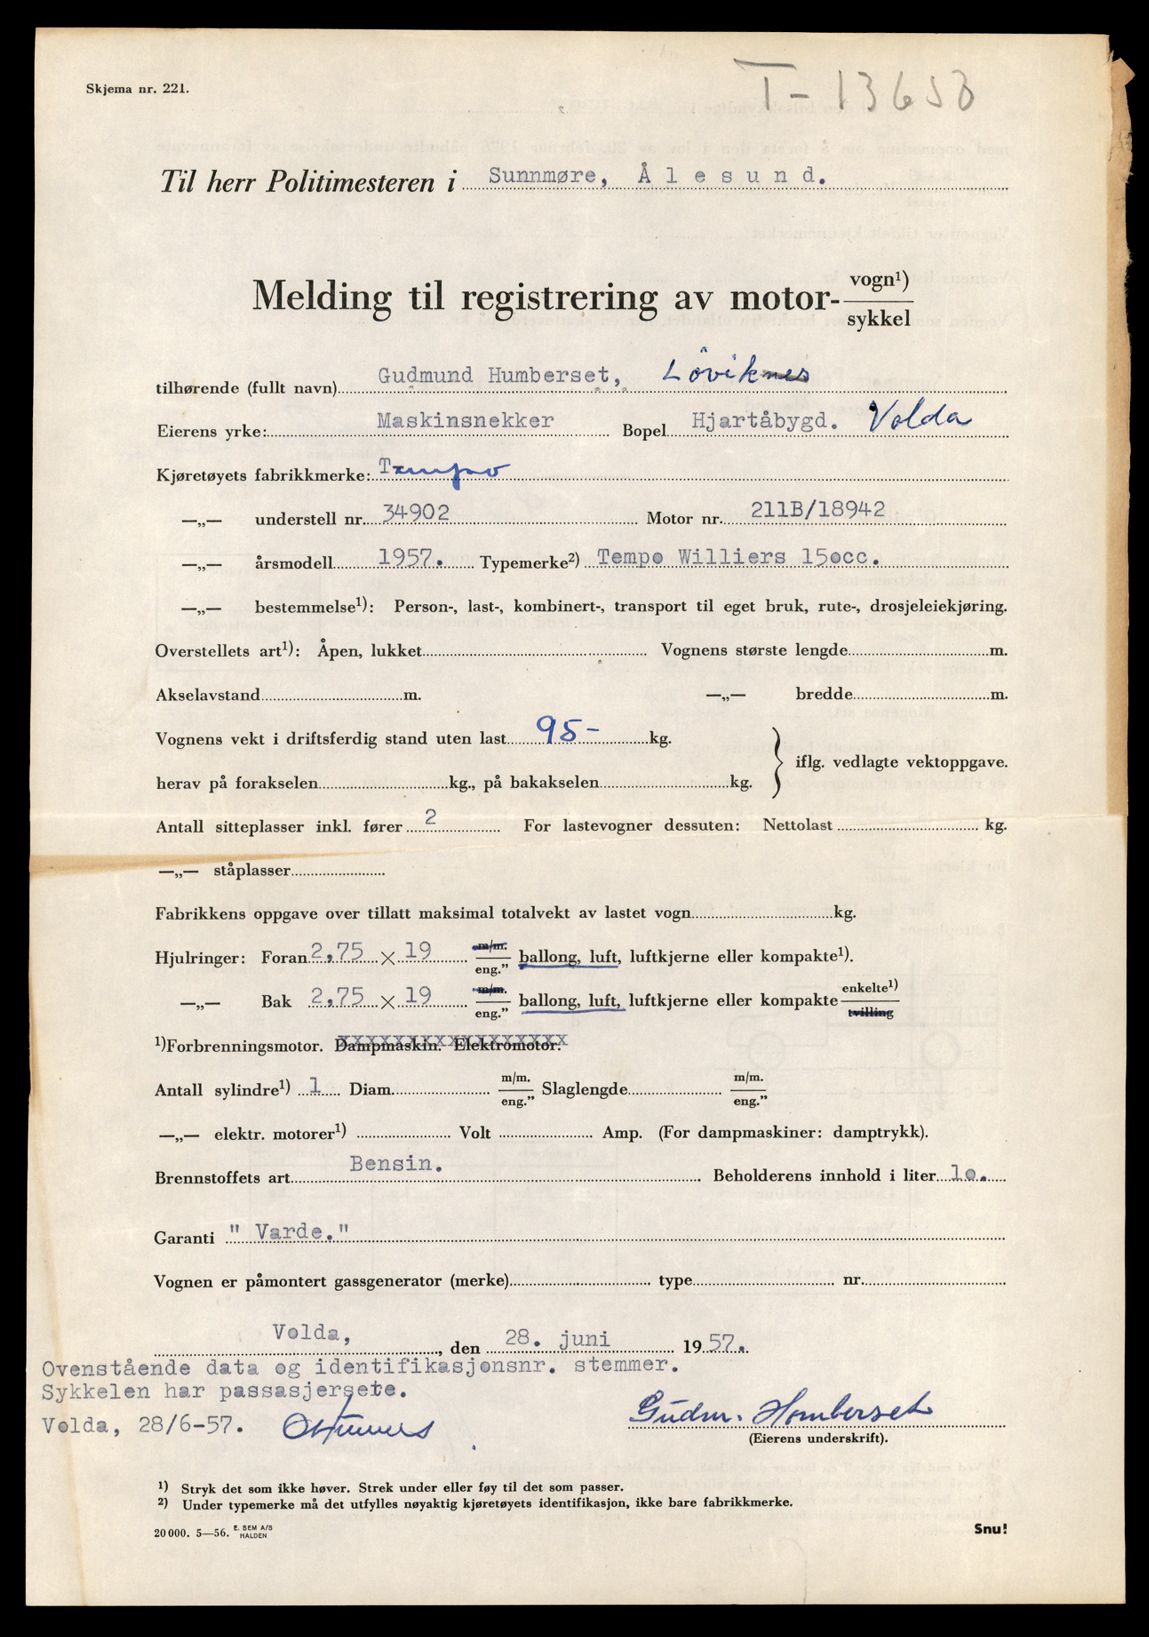 Skjema nr. 221.
T-13653
Til herr Politimesteren i Sunnmøre, Ålesund.
Melding til registrering av motor- vogn¹) sykkel
tilhørende (fullt navn) Gudmund Humberset, Løviknes
Eierens yrke: Maskinsnekker Bopel Hjartåbygd. Volda
Kjøretøyets fabrikkmerke: Tempo
—„— understell nr. 34902 Motor nr. 211B/18942
—„— årsmodell 1957. Typemerke²) Tempo Williers 150cc.
—„— bestemmelse¹): Person-, last-, kombinert-, transport til eget bruk, rute-, drosjeleiekjøring.
Overstellets art¹): Åpen, lukket Vognens største lengde m.
Akselavstand m. —„— bredde m.
Vognens vekt i driftsferdig stand uten last 95- kg.
herav på forakselen kg., på bakakselen kg. } iflg. vedlagte vektoppgave.
Antall sitteplasser inkl. fører 2 For lastevogner dessuten: Nettolast kg.
—„— ståplasser
Fabrikkens oppgave over tillatt maksimal totalvekt av lastet vogn kg.
Hjulringer: Foran 2,75 × 19 m/m. eng.” ballong, luft, luftkjerne eller kompakte¹).
—„— Bak 2,75 × 19 m/m. eng.” ballong, luft, luftkjerne eller kompakte enkelte¹) tvilling
¹)Forbrenningsmotor. Dampmaskin. Elektromotor.
Antall sylindre¹) 1 Diam. m/m. eng.” Slaglengde m/m. eng.”
—„— elektr. motorer¹) Volt Amp. (For dampmaskiner: damptrykk).
Brennstoffets art Bensin. Beholderens innhold i liter 10.
Garanti "Varde."
Vognen er påmontert gassgenerator (merke) type nr.
Volda, , den 28. juni 1957.
Ovenstående data og identifikasjonsnr. stemmer.
Sykkelen har passasjersete.
Volda, 28/6-57.
Gudm. Homberset
(Eierens underskrift).
¹) Stryk det som ikke høver. Strek under eller føy til det som passer.
²) Under typemerke må det utfylles nøyaktig kjøretøyets identifikasjon, ikke bare fabrikkmerke.
20000. 5—56. E. SEM A/S HALDEN
Snu!